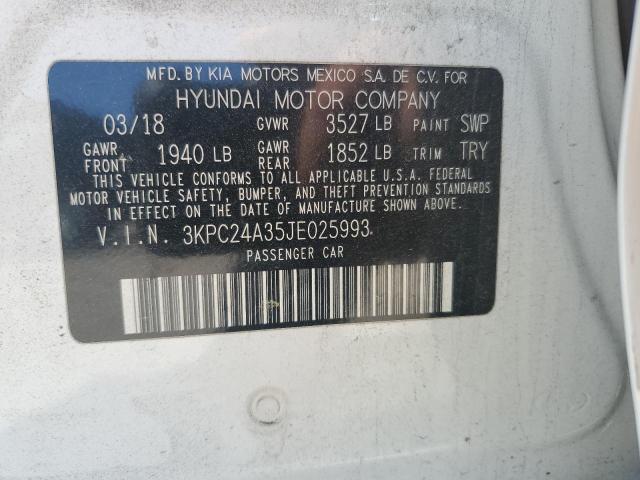 MFD. BY KIA MOTORS MEXICO S.A. DE C.V. FOR
HYUNDAI MOTOR COMPANY
03/18 GVWR 3527 LB PAINT SWP
GAWR FRONT 1940 LB GAWR REAR 1852 LB TRIM TRY
THIS VEHICLE CONFORMS TO ALL APPLICABLE U.S.A. FEDERAL
MOTOR VEHICLE SAFETY, BUMPER, AND THEFT PREVENTION STANDARDS
IN EFFECT ON THE DATE OF MANUFACTURE SHOWN ABOVE.
V.I.N. 3KPC24A35JE025993
PASSENGER CAR